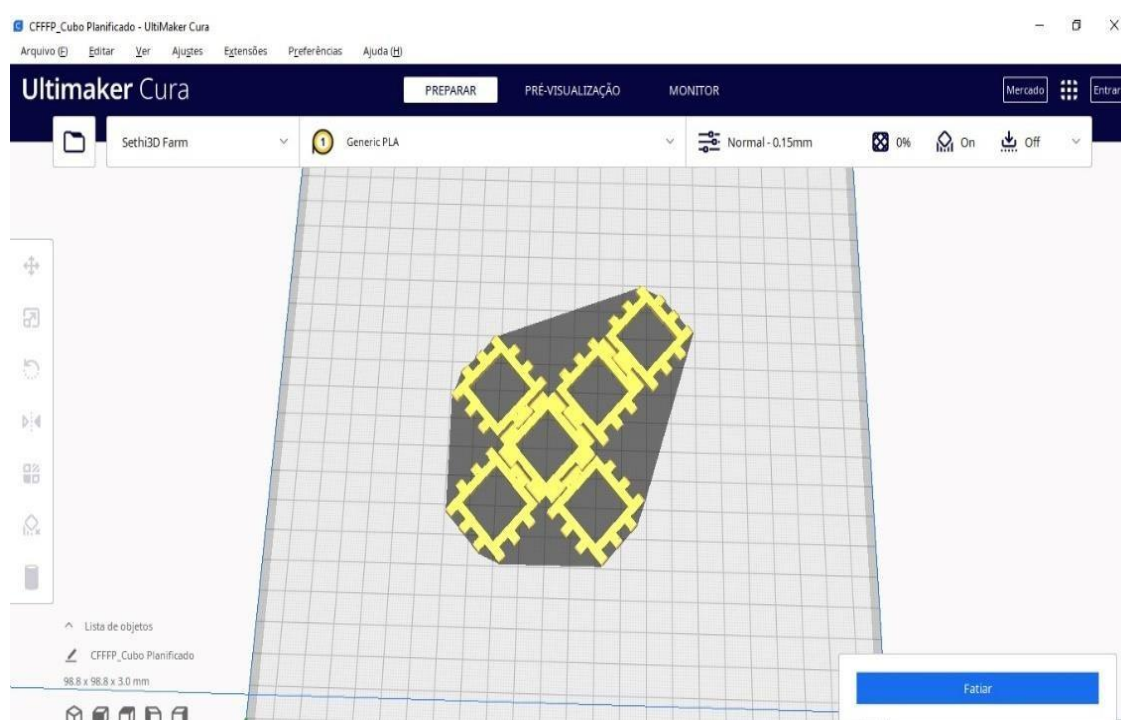 CFFFP_Cubo Planificado - UltiMaker Cura
Arquivo (F) Editar Ver Ajustes Extensões Preferências Ajuda (H)
Ultimaker Cura PREPARAR PRÉ-VISUALIZAÇÃO MONITOR Mercado Entrar
Sethi3D Farm 1 Generic PLA Normal - 0.15mm 0% On Off
Lista de objetos
CFFFP_Cubo Planificado
98.8 x 98.8 x 3.0 mm
Fatiar